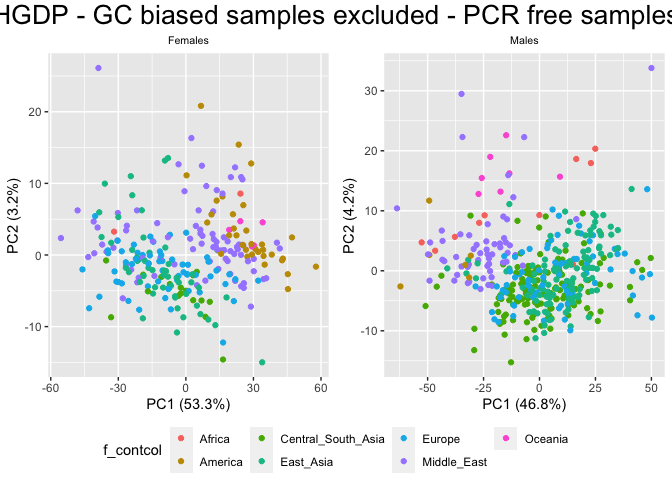 HGDP - GC biased samples excluded - PCR free samples
Females
Males
20
10
0
-10
-60
-30
0
30
60
PC1 (53.3%)
PC2 (3.2%)
30
20
10
0
-10
-50
-25
0
25
50
PC1 (46.8%)
PC2 (4.2%)
f_contcol
Africa
America
Central_South_Asia
East_Asia
Europe
Middle_East
Oceania